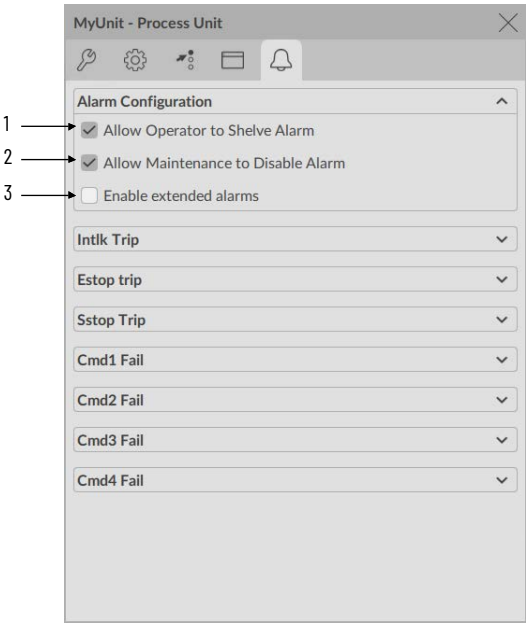 MyUnit - Process Unit
Alarm Configuration
1
Allow Operator to Shelve Alarm
2
Allow Maintenance to Disable Alarm
3
Enable extended alarms
Intlk Trip
Estop trip
Sstop Trip
Cmd1 Fail
Cmd2 Fail
Cmd3 Fail
Cmd4 Fail